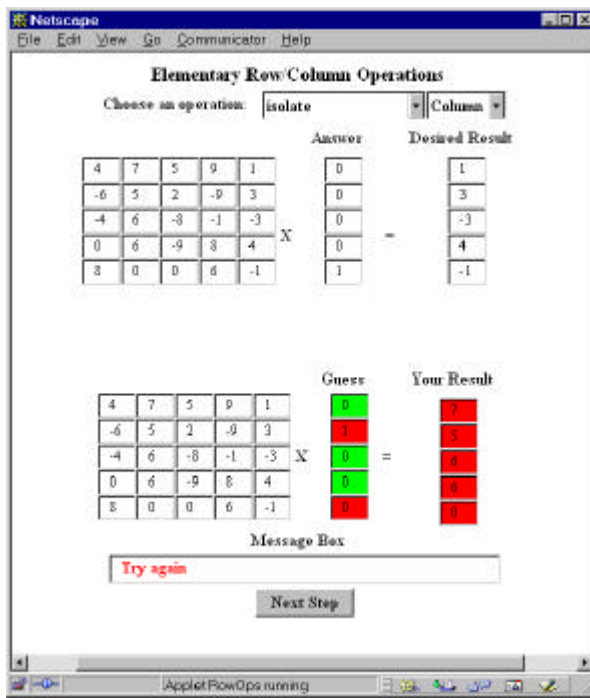 Netscape
File Edit View Go Communicator Help
Elementary Row/Column Operations
Choose an operation: isolate Column
Answer Desired Result
4 7 5 9 1 0 1
-6 5 2 -9 3 0 3
-4 6 -8 -1 -3 0 -3
X =
0 6 -9 8 4 0 4
8 0 0 6 -1 1 -1
Guess Your Result
4 7 5 9 1 0 7
-6 5 2 -9 3 1 5
-4 6 -8 -1 -3 X 0 = 6
0 6 -9 8 4 0 6
8 0 0 6 -1 0 0
Message Box
Try again
Next Step
Applet RowOps running